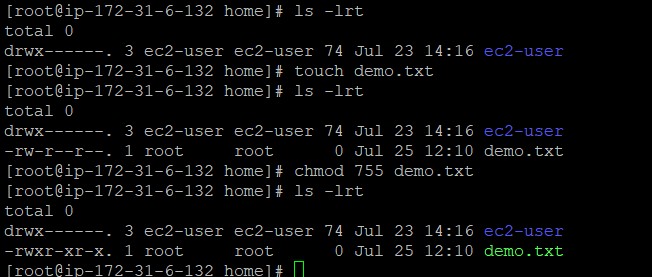 [root@ip-172-31-6-132 home]# ls -lrt
total 0
drwx------. 3 ec2-user ec2-user 74 Jul 23 14:16 ec2-user
[root@ip-172-31-6-132 home]# touch demo.txt
[root@ip-172-31-6-132 home]# ls -lrt
total 0
drwx------. 3 ec2-user ec2-user 74 Jul 23 14:16 ec2-user
-rw-r--r--. 1 root     root      0 Jul 25 12:10 demo.txt
[root@ip-172-31-6-132 home]# chmod 755 demo.txt
[root@ip-172-31-6-132 home]# ls -lrt
total 0
drwx------. 3 ec2-user ec2-user 74 Jul 23 14:16 ec2-user
-rwxr-xr-x. 1 root     root      0 Jul 25 12:10 demo.txt
[root@ip-172-31-6-132 home]#